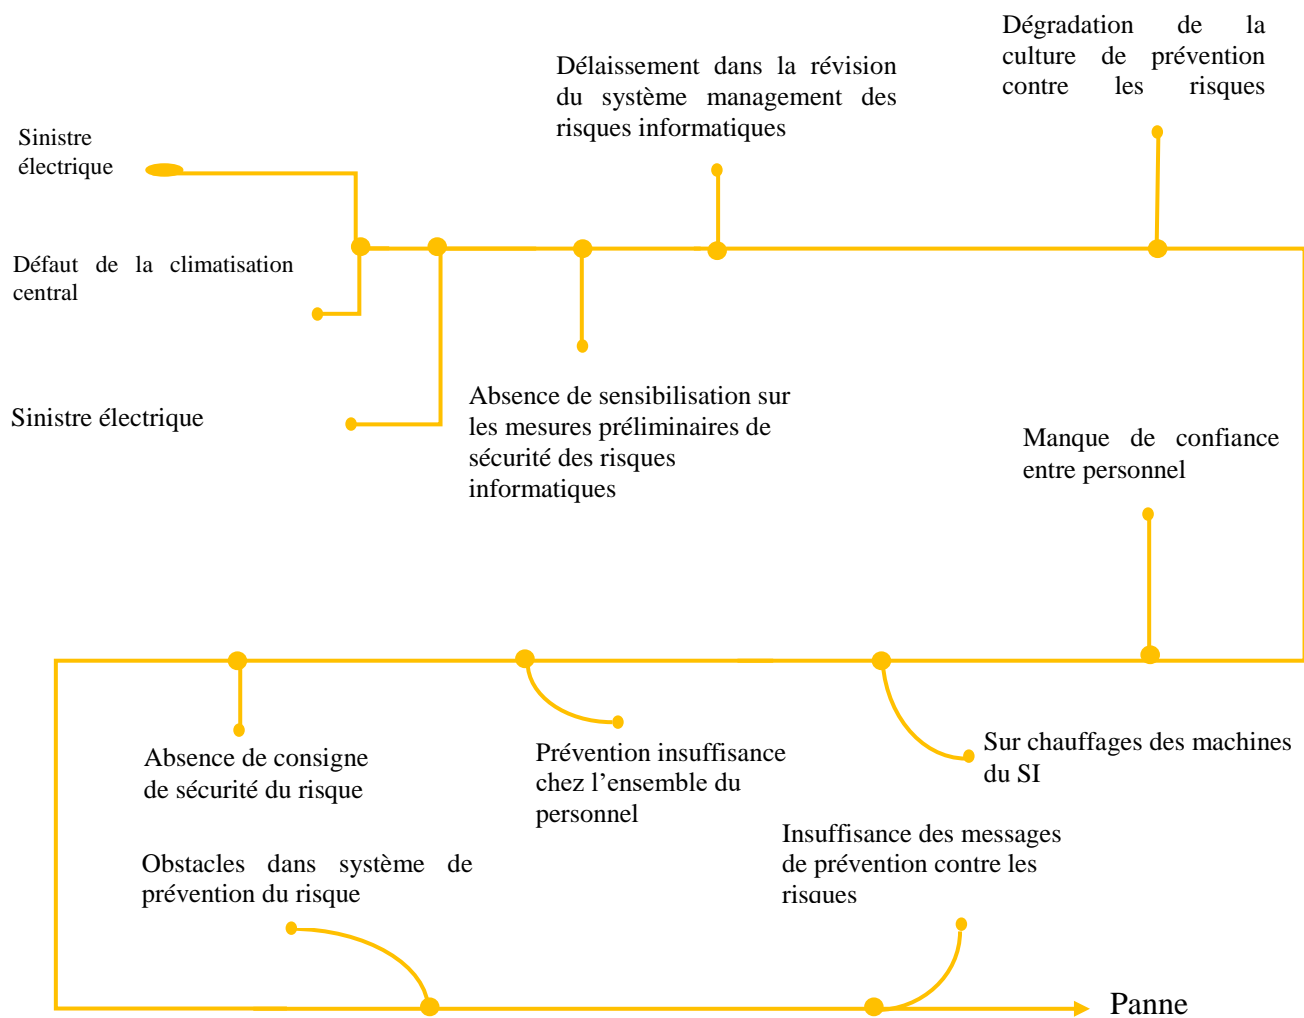 Dégradation de la
culture de prévention
contre les risques
Délaissement dans la révision
du système management des
risques informatiques
Sinistre
électrique
Défaut de la climatisation
central
Sinistre électrique
Absence de sensibilisation sur
les mesures préliminaires de
sécurité des risques
informatiques
Manque de confiance
entre personnel
Absence de consigne
de sécurité du risque
Prévention insuffisance
chez l’ensemble du
personnel
Sur chauffages des machines
du SI
Obstacles dans système de
prévention du risque
Insuffisance des messages
de prévention contre les
risques
Panne